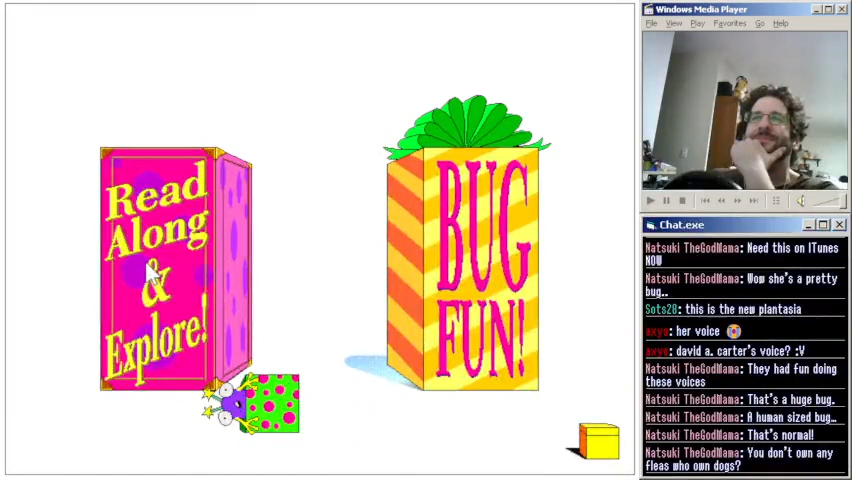 Read
Along
&
Explore!
BUG
FUN!
Windows Media Player
File View Play Favorites Go Help
Chat.exe
Natsuki TheGodMama: Need this on ITunes
NOW
Natsuki TheGodMama: Wow she's a pretty
bug..
Sots28: this is the new plantasia
axyo: her voice
axyo: david a. carter's voice? :V
Natsuki TheGodMama: They had fun doing
these voices
Natsuki TheGodMama: That's a huge bug.
Natsuki TheGodMama: A human sized bug...
Natsuki TheGodMama: That's normal!
Natsuki TheGodMama: You don't own any
fleas who own dogs?